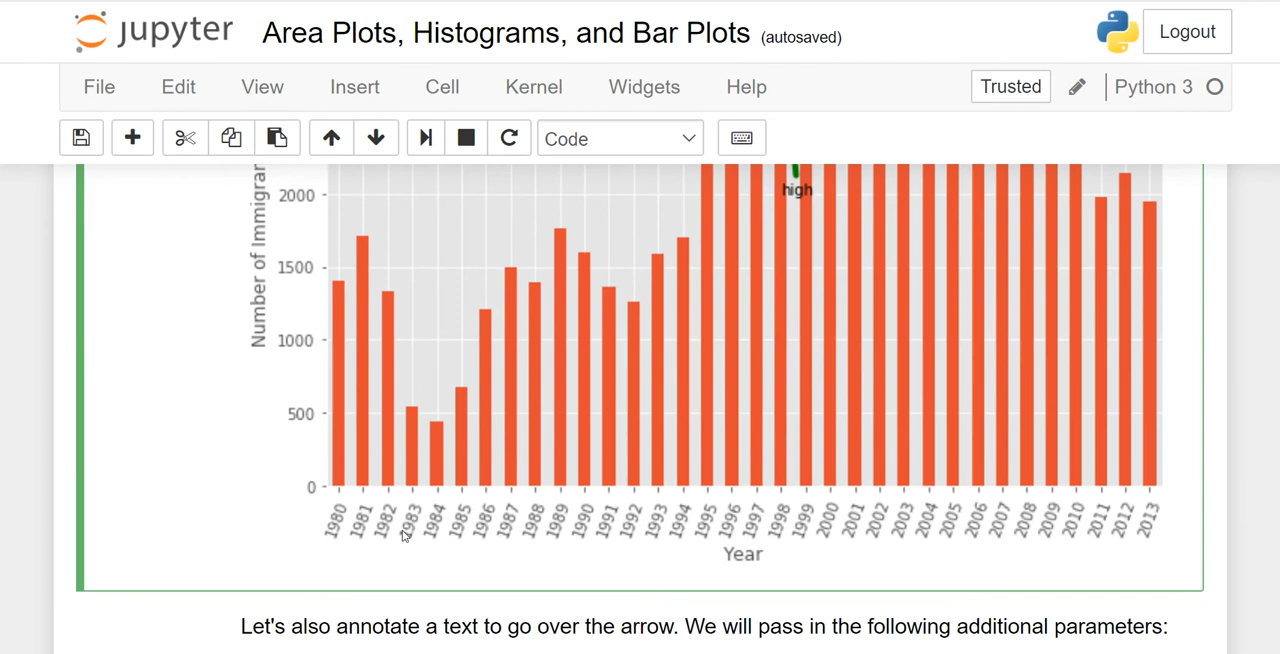 jupyter Area Plots, Histograms, and Bar Plots (autosaved) Logout
File Edit View Insert Cell Kernel Widgets Help Trusted Python 3
Code
high
Number of Immigran
2000
1500
1000
500
0
1980 1981 1982 1983 1984 1985 1986 1987 1988 1989 1990 1991 1992 1993 1994 1995 1996 1997 1998 1999 2000 2001 2002 2003 2004 2005 2006 2007 2008 2009 2010 2011 2012 2013
Year
Let's also annotate a text to go over the arrow. We will pass in the following additional parameters: